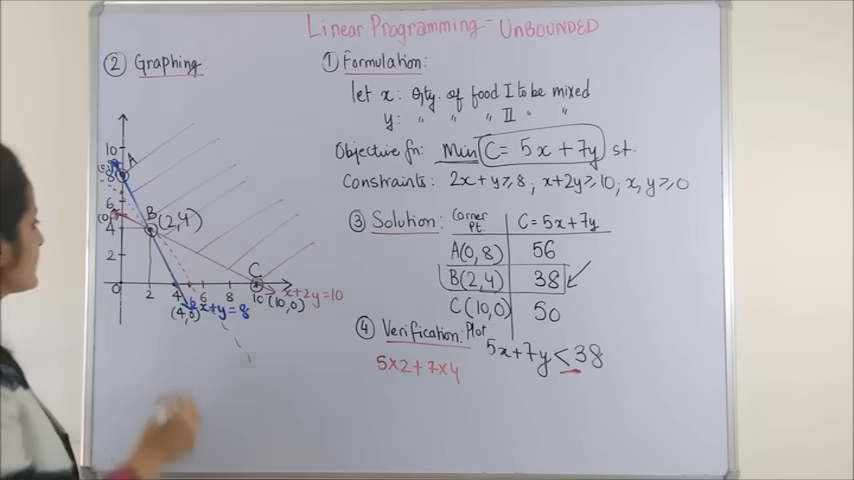 Linear Programming - UNBOUNDED
② Graphing:
10
A
8
6
B (2,4)
4
2
C
0 2 4 6 8 10 (10,0)
x+2y=10
2x+y=8
(4,0)
① Formulation:
let x: Qty. of food I to be mixed
y: " " " II " "
Objective fn: Min C = 5x + 7y st.
Constraints: 2x+y≥8, x+2y≥10; x, y≥0
③ Solution:
Corner Pt. C = 5x+7y
A(0,8) 56
B(2,4) 38
C(10,0) 50
④ Verification: Plot
5x+7y < 38
5×2+7×4